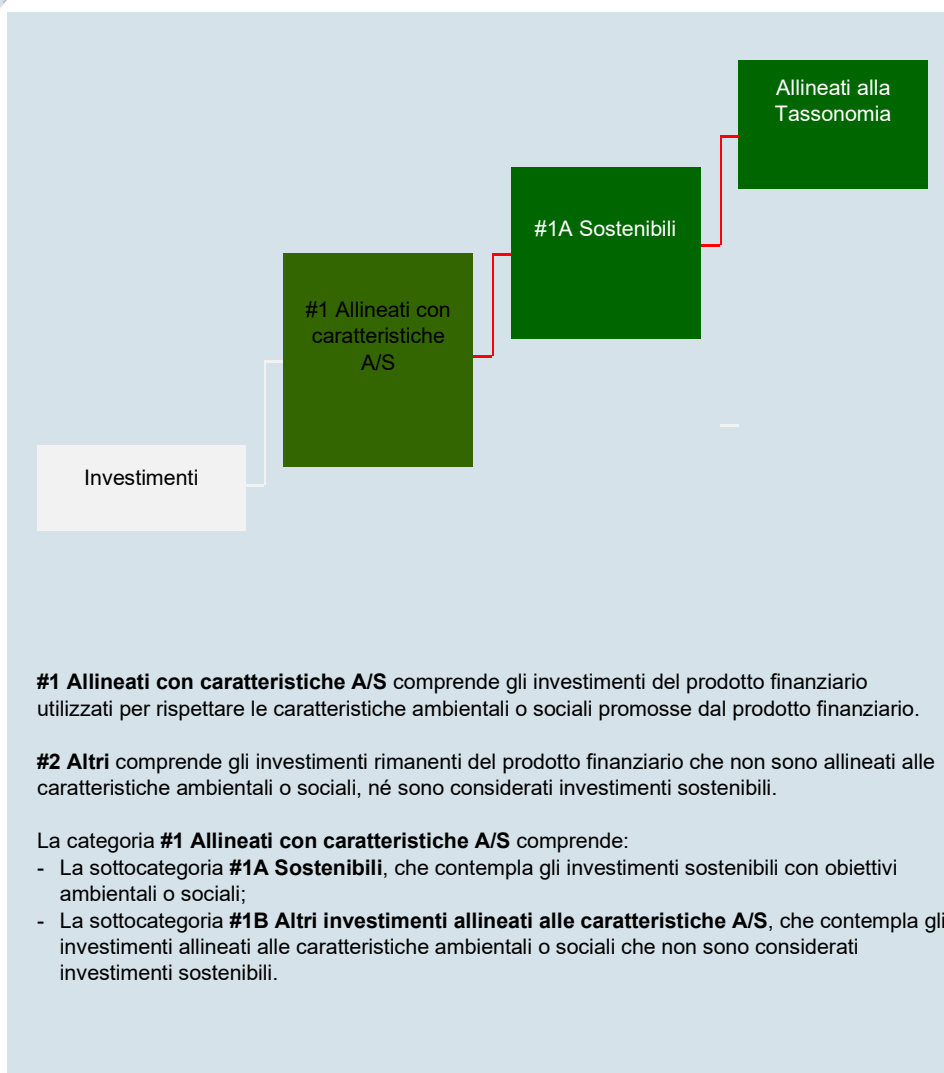 Allineati alla
Tassonomia
#1A Sostenibili
#1 Allineati con
caratteristiche
A/S
Investimenti
#1 Allineati con caratteristiche A/S comprende gli investimenti del prodotto finanziario
utilizzati per rispettare le caratteristiche ambientali o sociali promosse dal prodotto finanziario.
#2 Altri comprende gli investimenti rimanenti del prodotto finanziario che non sono allineati alle
caratteristiche ambientali o sociali, né sono considerati investimenti sostenibili.
La categoria #1 Allineati con caratteristiche A/S comprende:
- La sottocategoria #1A Sostenibili, che contempla gli investimenti sostenibili con obiettivi
ambientali o sociali;
- La sottocategoria #1B Altri investimenti allineati alle caratteristiche A/S, che contempla gli
investimenti allineati alle caratteristiche ambientali o sociali che non sono considerati
investimenti sostenibili.